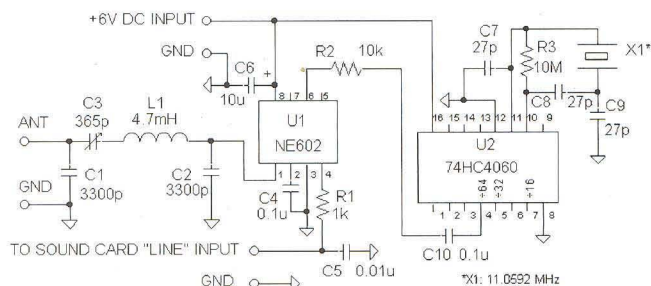 +6V DC INPUT
GND
C6
+
10u
R2
10k
C7
27p
R3
10M
X1*
C8
27p
C9
27p
C3
365p
L1
4.7mH
ANT
GND
C1
3300p
C2
3300p
8 7 6 5
U1
NE602
1 2 3 4
C4
0.1u
R1
1k
16 15 14 13 12 11 10 9
U2
74HC4060
÷64 ÷32 ÷16
1 2 3 4 5 6 7 8
C10 0.1u
TO SOUND CARD "LINE" INPUT
C5 0.01u
GND
*X1: 11.0592 MHz